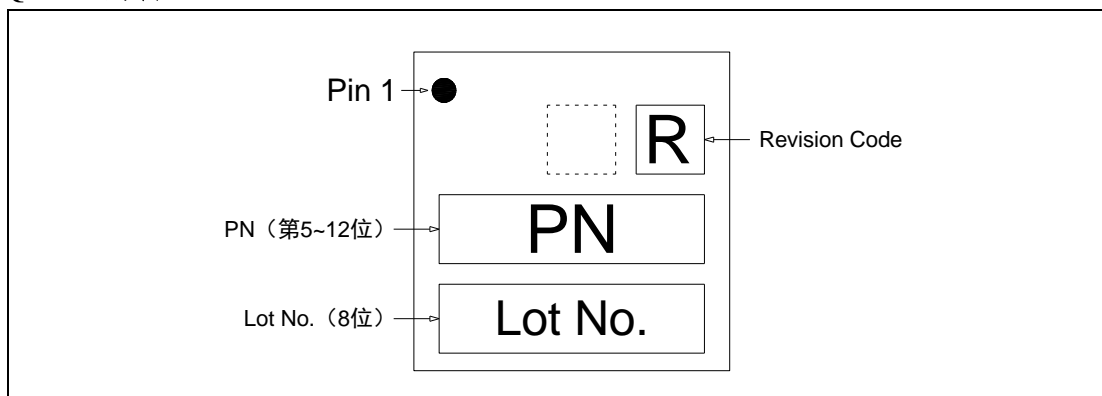 Pin 1
R
Revision Code
PN（第5~12位）
PN
Lot No.（8位）
Lot No.